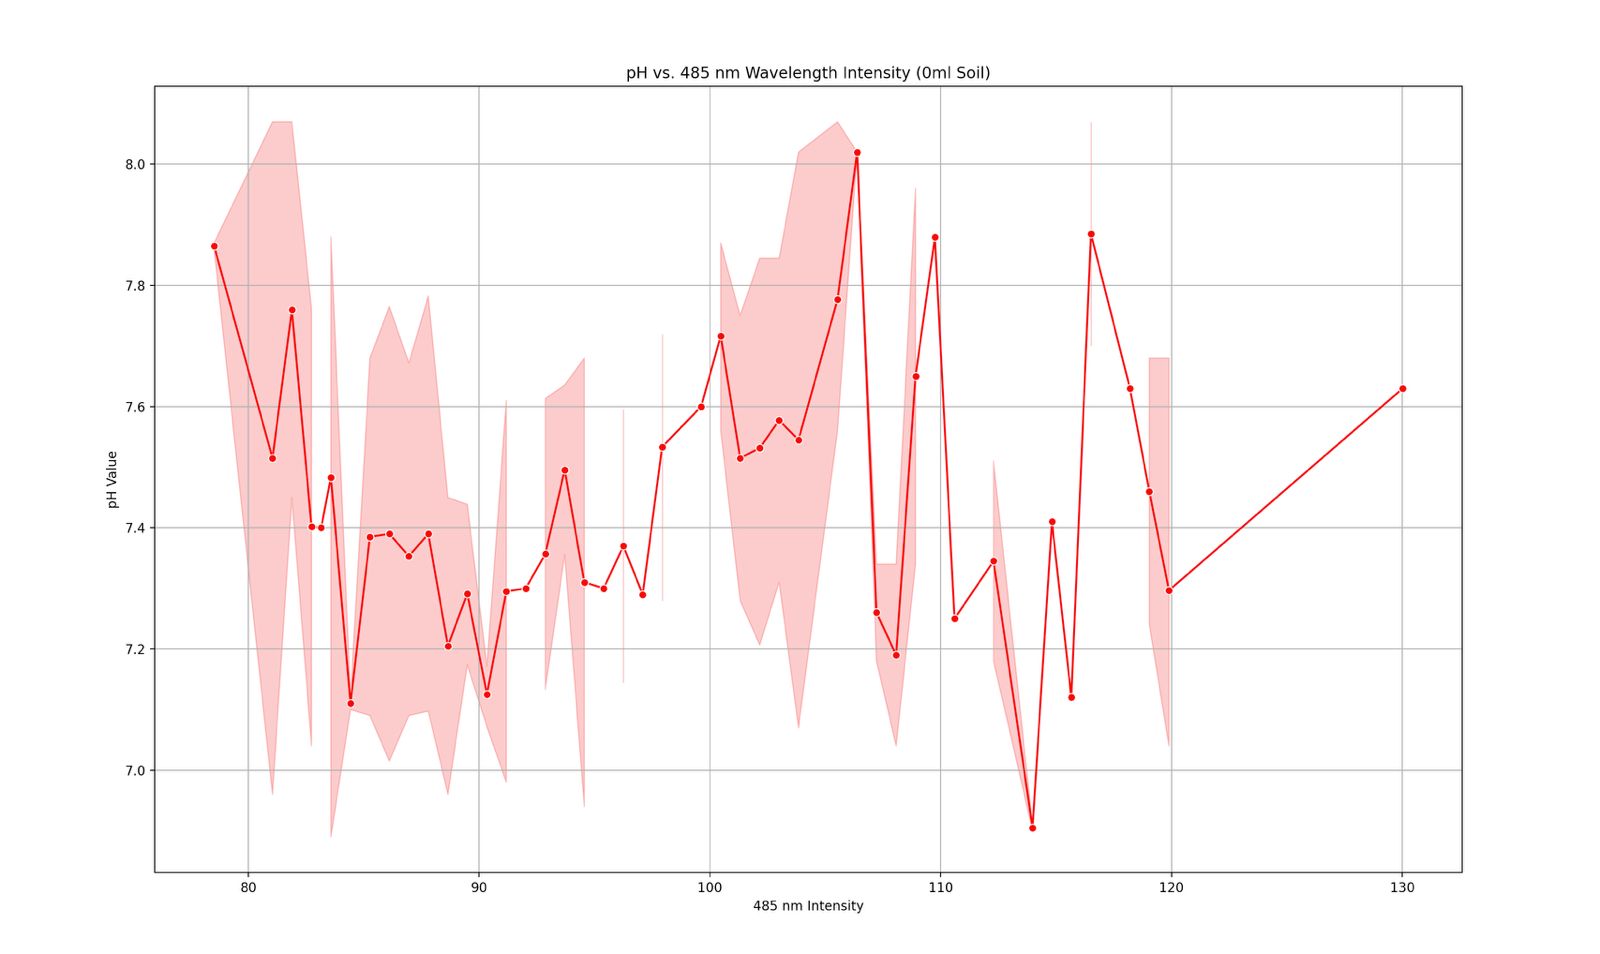 pH vs. 485 nm Wavelength Intensity (0ml Soil)
8.0
7.8
7.6
7.4
7.2
7.0
pH Value
80 90 100 110 120 130
485 nm Intensity